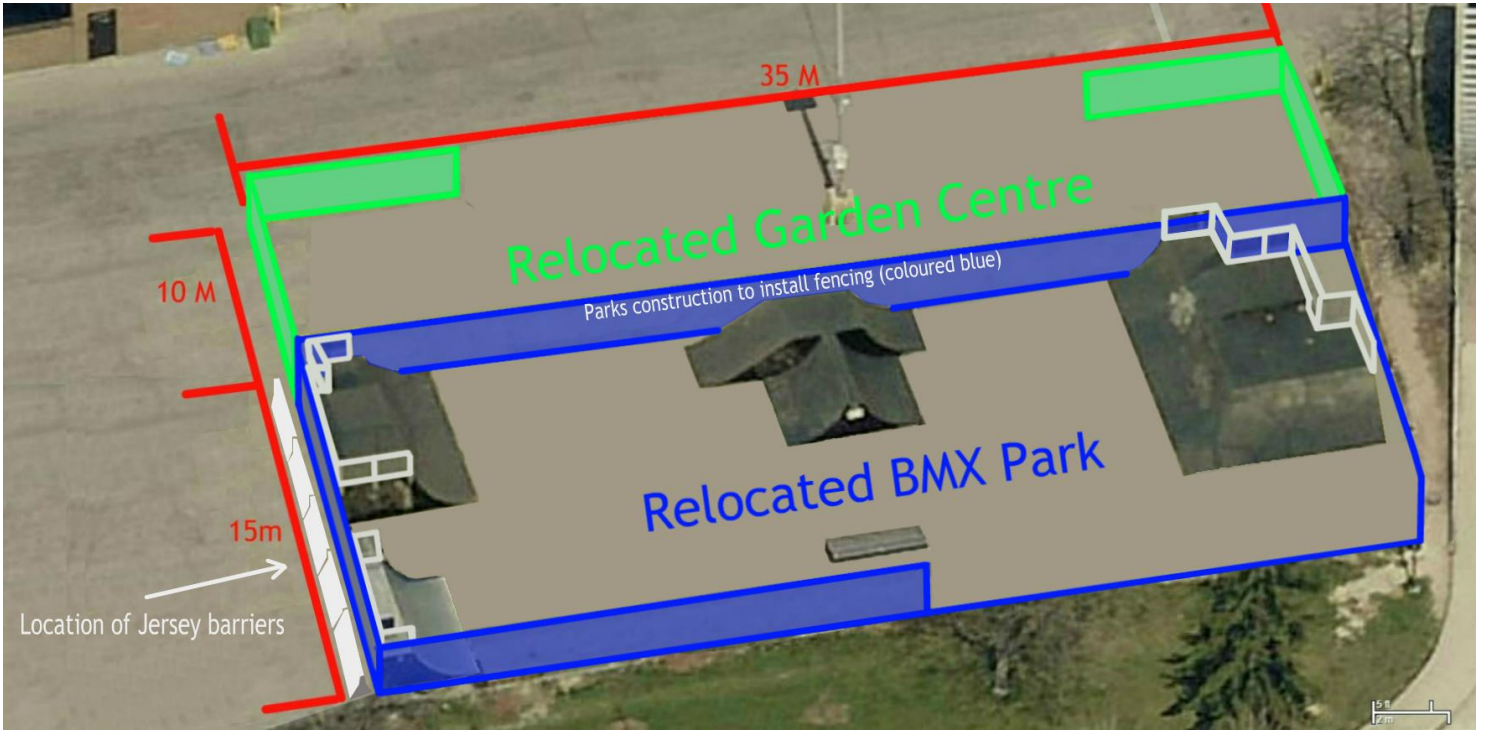 35 M
Relocated Garden Centre
10 M
Parks construction to install fencing (coloured blue)
Relocated BMX Park
15m
Location of Jersey barriers
5 ft
2 m